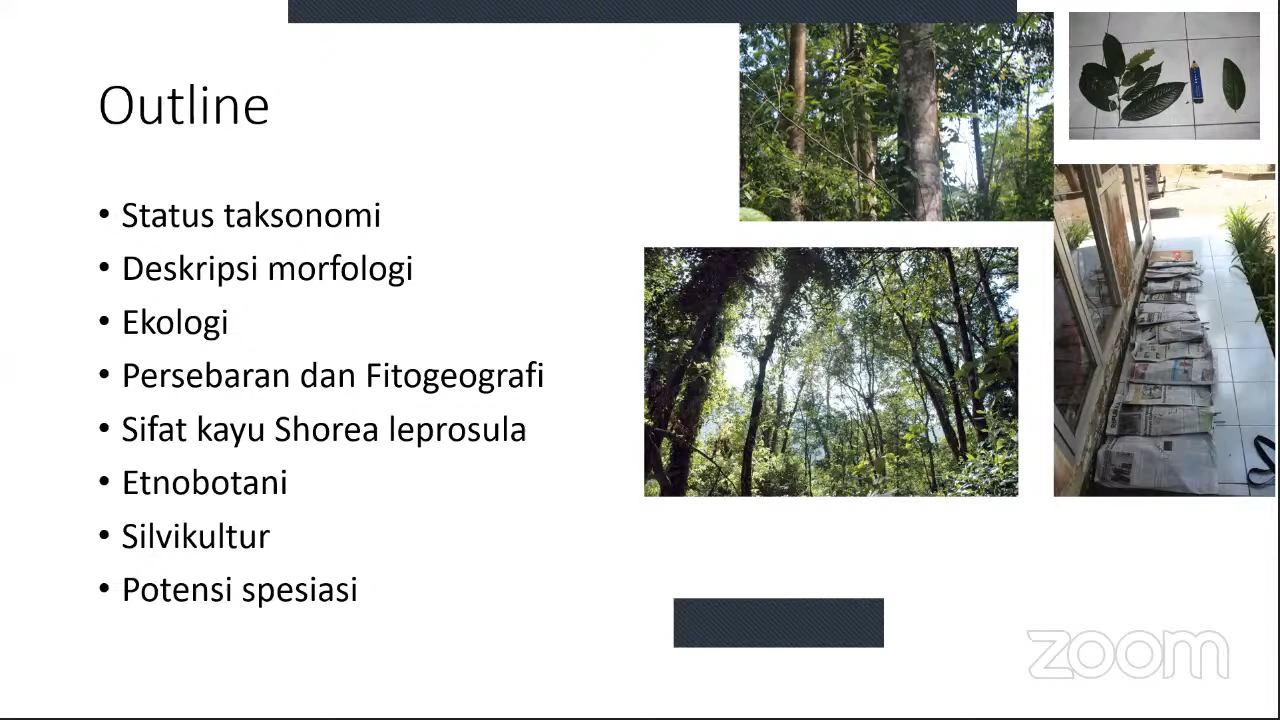 Outline
• Status taksonomi
• Deskripsi morfologi
• Ekologi
• Persebaran dan Fitogeografi
• Sifat kayu Shorea leprosula
• Etnobotani
• Silvikultur
• Potensi spesiasi
zoom